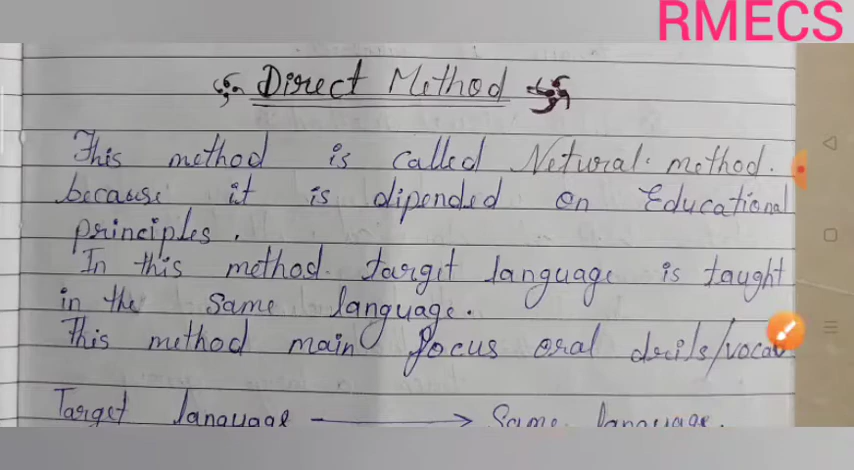 RMECS
Direct Method
This method is called Netural method.
because it is dipended on Educational
principles.
In this method. targit language is taught
in the same language.
This method main focus oral drils/vocab
Target language → Same language.